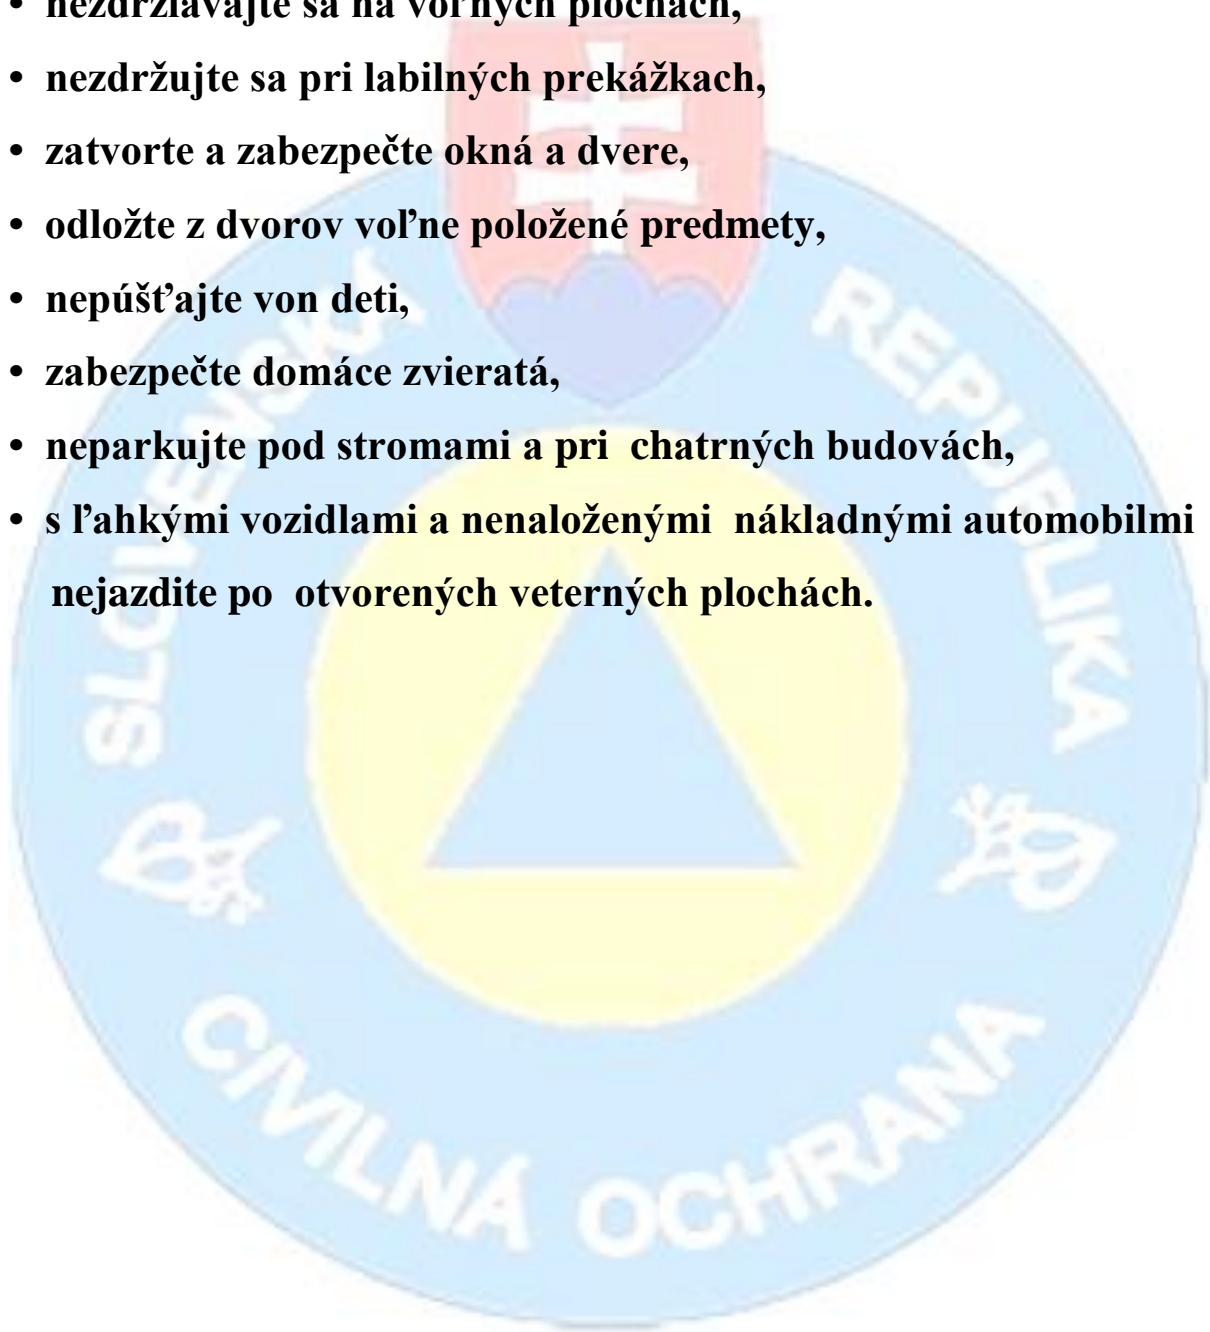 • nezdržiavajte sa na voľných plochách,
• nezdržujte sa pri labilných prekážkach,
• zatvorte a zabezpečte okná a dvere,
• odložte z dvorov voľne položené predmety,
• nepúšťajte von deti,
• zabezpečte domáce zvieratá,
• neparkujte pod stromami a pri  chatrných budovách,
• s ľahkými vozidlami a nenaloženými  nákladnými automobilmi
nejazdite po  otvorených veterných plochách.
SLOVENSKÁ REPUBLIKA
CIVILNÁ OCHRANA